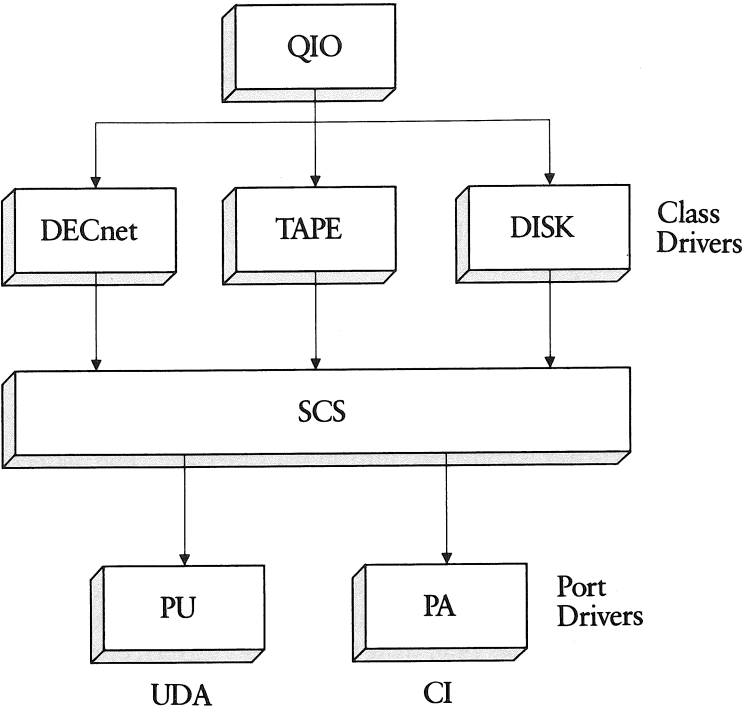 QIO
DECnet
TAPE
DISK
Class
Drivers
SCS
PU
PA
Port
Drivers
UDA
CI